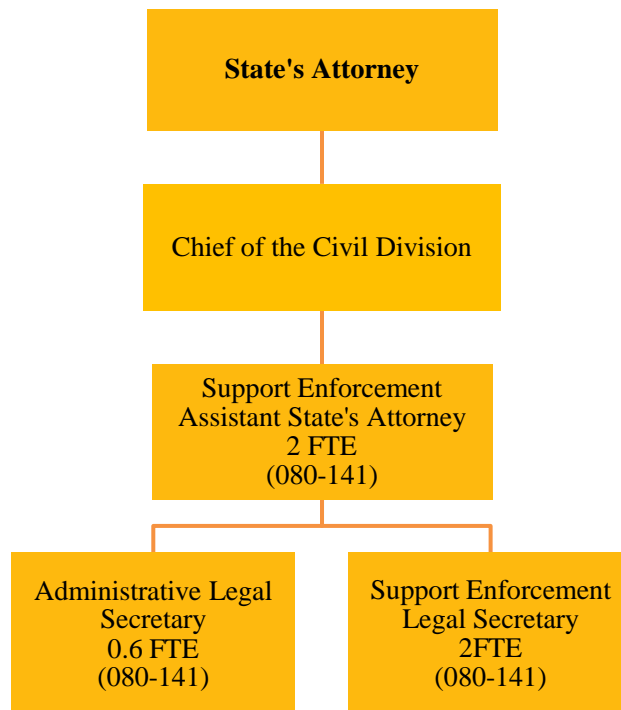 State's Attorney
Chief of the Civil Division
Support Enforcement
Assistant State's Attorney
2 FTE
(080-141)
Administrative Legal
Secretary
0.6 FTE
(080-141)
Support Enforcement
Legal Secretary
2FTE
(080-141)